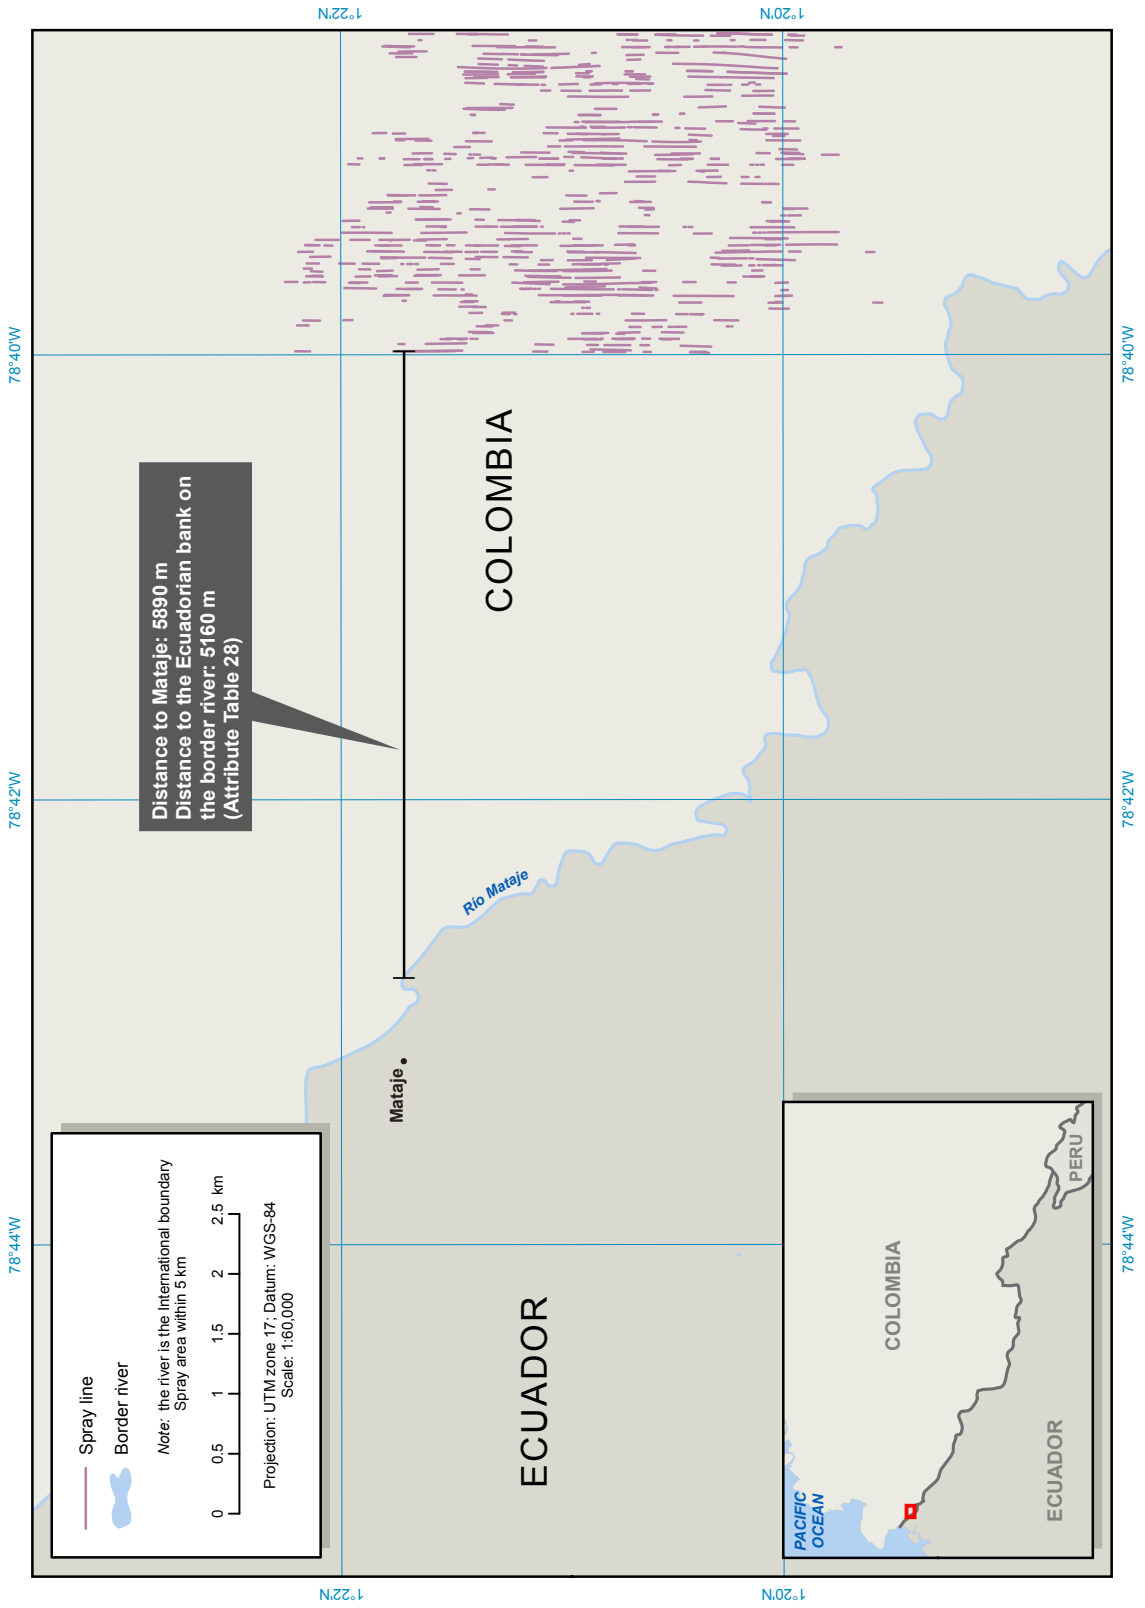 Spray line
Border river
Note: the river is the International boundary
Spray area within 5 km
0 0.5 1 1.5 2 2.5 km
Projection: UTM zone 17; Datum: WGS-84
Scale: 1:60,000
Distance to Mataje: 5890 m
Distance to the Ecuadorian bank on
the border river: 5160 m
(Attribute Table 28)
78°44'W
78°42'W
78°40'W
1°22'N
1°22'N
Mataje
Río Mataje
COLOMBIA
ECUADOR
1°20'N
1°20'N
PACIFIC
OCEAN
COLOMBIA
ECUADOR
PERU
78°44'W
78°42'W
78°40'W